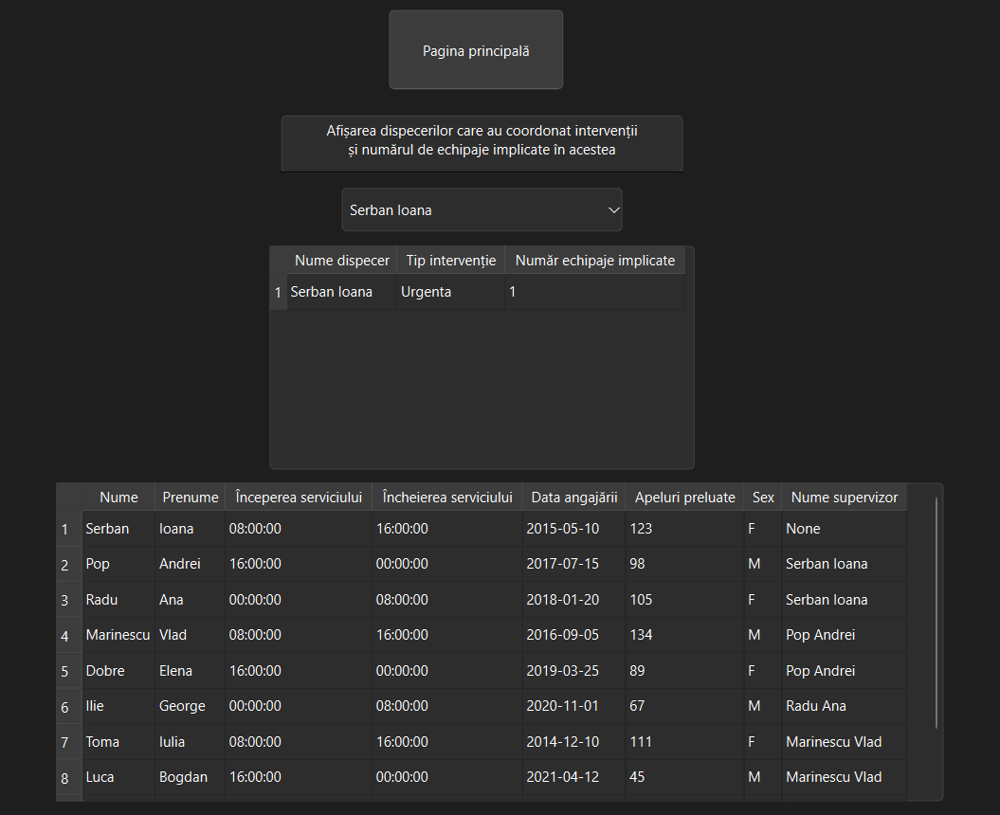 Pagina principală
Afișarea dispecerilor care au coordonat intervenții
și numărul de echipaje implicate în acestea
Serban Ioana
Nume dispecer Tip intervenție Număr echipaje implicate
1 Serban Ioana Urgenta 1
Nume Prenume Începerea serviciului Încheierea serviciului Data angajării Apeluri preluate Sex Nume supervizor
1 Serban Ioana 08:00:00 16:00:00 2015-05-10 123 F None
2 Pop Andrei 16:00:00 00:00:00 2017-07-15 98 M Serban Ioana
3 Radu Ana 00:00:00 08:00:00 2018-01-20 105 F Serban Ioana
4 Marinescu Vlad 08:00:00 16:00:00 2016-09-05 134 M Pop Andrei
5 Dobre Elena 16:00:00 00:00:00 2019-03-25 89 F Pop Andrei
6 Ilie George 00:00:00 08:00:00 2020-11-01 67 M Radu Ana
7 Toma Iulia 08:00:00 16:00:00 2014-12-10 111 F Marinescu Vlad
8 Luca Bogdan 16:00:00 00:00:00 2021-04-12 45 M Marinescu Vlad